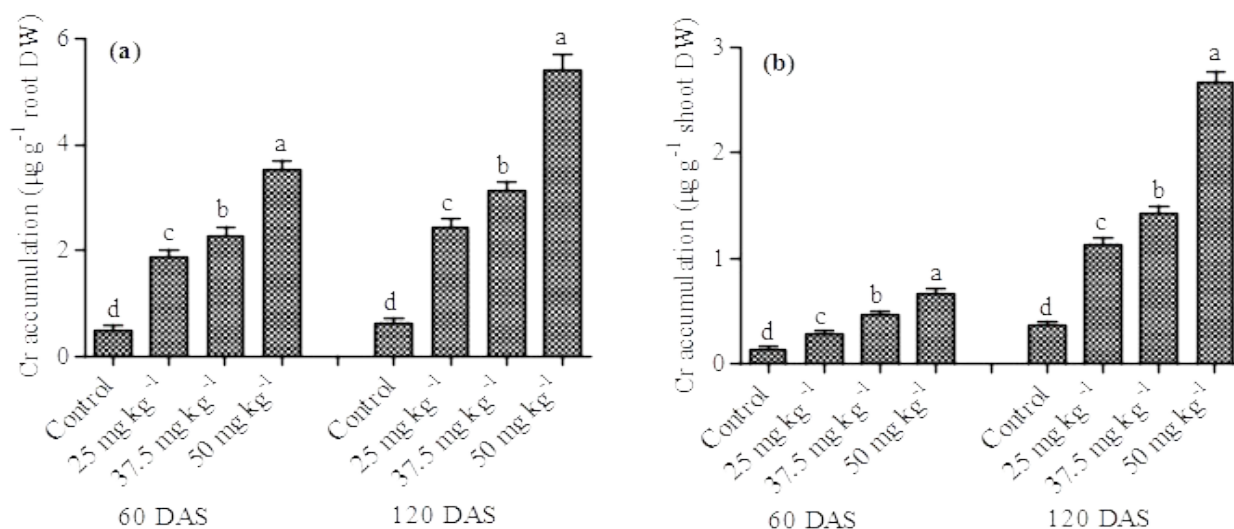 (a)
Cr accumulation (µg g⁻¹ root DW)
6
4
2
0
d
c
b
a
d
c
b
a
Control
25 mg kg⁻¹
37.5 mg kg⁻¹
50 mg kg⁻¹
Control
25 mg kg⁻¹
37.5 mg kg⁻¹
50 mg kg⁻¹
60 DAS
120 DAS
(b)
Cr accumulation (µg g⁻¹ shoot DW)
3
2
1
0
d
c
b
a
d
c
b
a
Control
25 mg kg⁻¹
37.5 mg kg⁻¹
50 mg kg⁻¹
Control
25 mg kg⁻¹
37.5 mg kg⁻¹
50 mg kg⁻¹
60 DAS
120 DAS